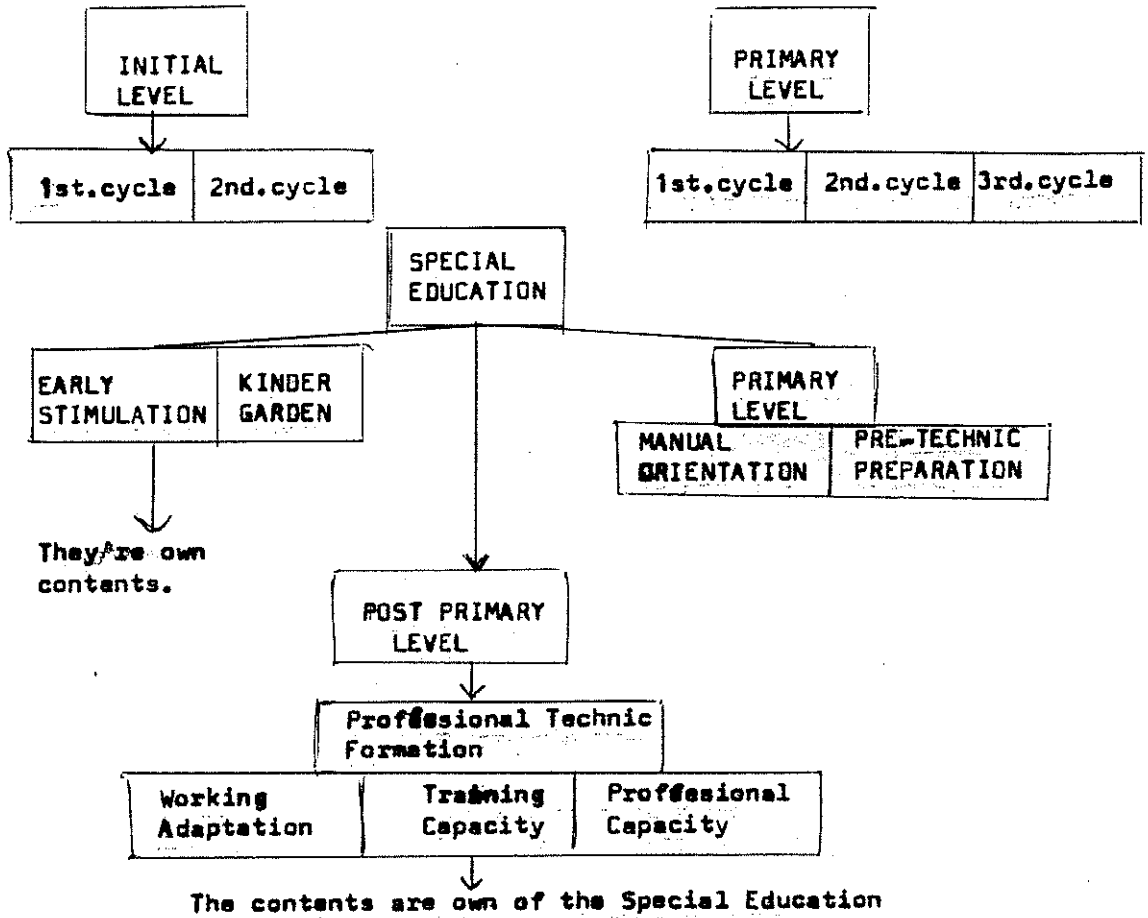 INITIAL
LEVEL
PRIMARY
LEVEL
1st.cycle
2nd.cycle
1st.cycle
2nd.cycle
3rd.cycle
SPECIAL
EDUCATION
EARLY
STIMULATION
KINDER
GARDEN
PRIMARY
LEVEL
MANUAL
ORIENTATION
PRE-TECHNIC
PREPARATION
They're own
contents.
POST PRIMARY
LEVEL
Proffesional Technic
Formation
Working
Adaptation
Training
Capacity
Proffesional
Capacity
The contents are own of the Special Education